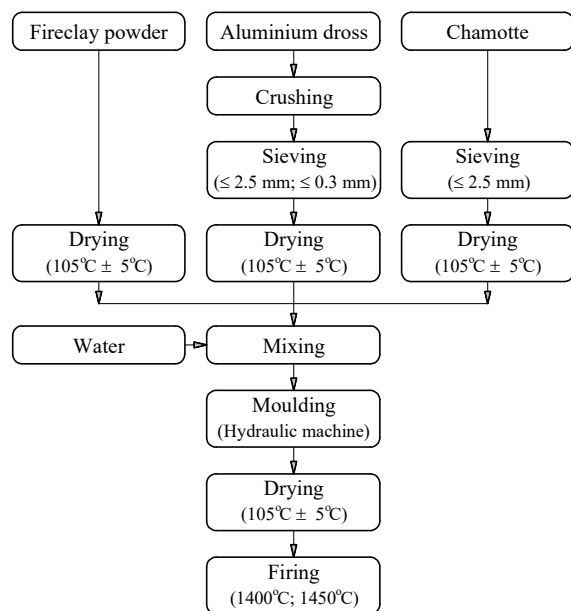 Fireclay powder
Aluminium dross
Chamotte
Crushing
Sieving
(≤ 2.5 mm; ≤ 0.3 mm)
Sieving
(≤ 2.5 mm)
Drying
(105°C ± 5°C)
Drying
(105°C ± 5°C)
Drying
(105°C ± 5°C)
Water
Mixing
Moulding
(Hydraulic machine)
Drying
(105°C ± 5°C)
Firing
(1400°C; 1450°C)